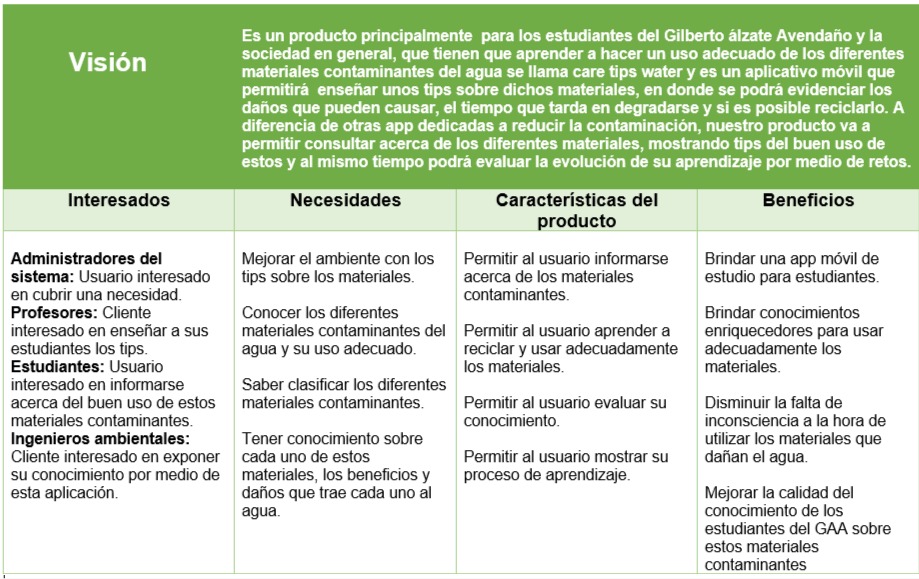 Visión
Es un producto principalmente para los estudiantes del Gilberto álzate Avendaño y la
sociedad en general, que tienen que aprender a hacer un uso adecuado de los diferentes
materiales contaminantes del agua se llama care tips water y es un aplicativo móvil que
permitirá enseñar unos tips sobre dichos materiales, en donde se podrá evidenciar los
daños que pueden causar, el tiempo que tarda en degradarse y si es posible reciclarlo. A
diferencia de otras app dedicadas a reducir la contaminación, nuestro producto va a
permitir consultar acerca de los diferentes materiales, mostrando tips del buen uso de
estos y al mismo tiempo podrá evaluar la evolución de su aprendizaje por medio de retos.
Interesados
Administradores del
sistema: Usuario interesado
en cubrir una necesidad.
Profesores: Cliente
interesado en enseñar a sus
estudiantes los tips.
Estudiantes: Usuario
interesado en informarse
acerca del buen uso de estos
materiales contaminantes.
Ingenieros ambientales:
Cliente interesado en exponer
su conocimiento por medio de
esta aplicación.
Necesidades
Mejorar el ambiente con los
tips sobre los materiales.
Conocer los diferentes
materiales contaminantes del
agua y su uso adecuado.
Saber clasificar los diferentes
materiales contaminantes.
Tener conocimiento sobre
cada uno de estos
materiales, los beneficios y
daños que trae cada uno al
agua.
Características del
producto
Permitir al usuario informarse
acerca de los materiales
contaminantes.
Permitir al usuario aprender a
reciclar y usar adecuadamente
los materiales.
Permitir al usuario evaluar su
conocimiento.
Permitir al usuario mostrar su
proceso de aprendizaje.
Beneficios
Brindar una app móvil de
estudio para estudiantes.
Brindar conocimientos
enriquecedores para usar
adecuadamente los
materiales.
Disminuir la falta de
inconsciencia a la hora de
utilizar los materiales que
dañan el agua.
Mejorar la calidad del
conocimiento de los
estudiantes del GAA sobre
estos materiales
contaminantes